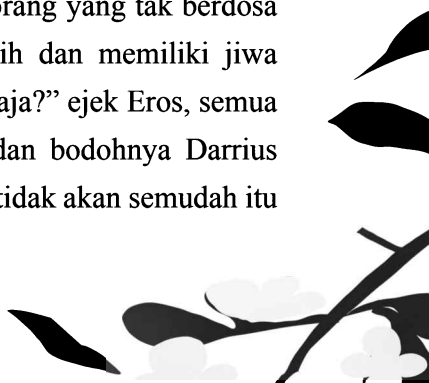 orang yang tak berdosa
ih dan memiliki jiwa
aja?” ejek Eros, semua
dan bodohnya Darrius
tidak akan semudah itu